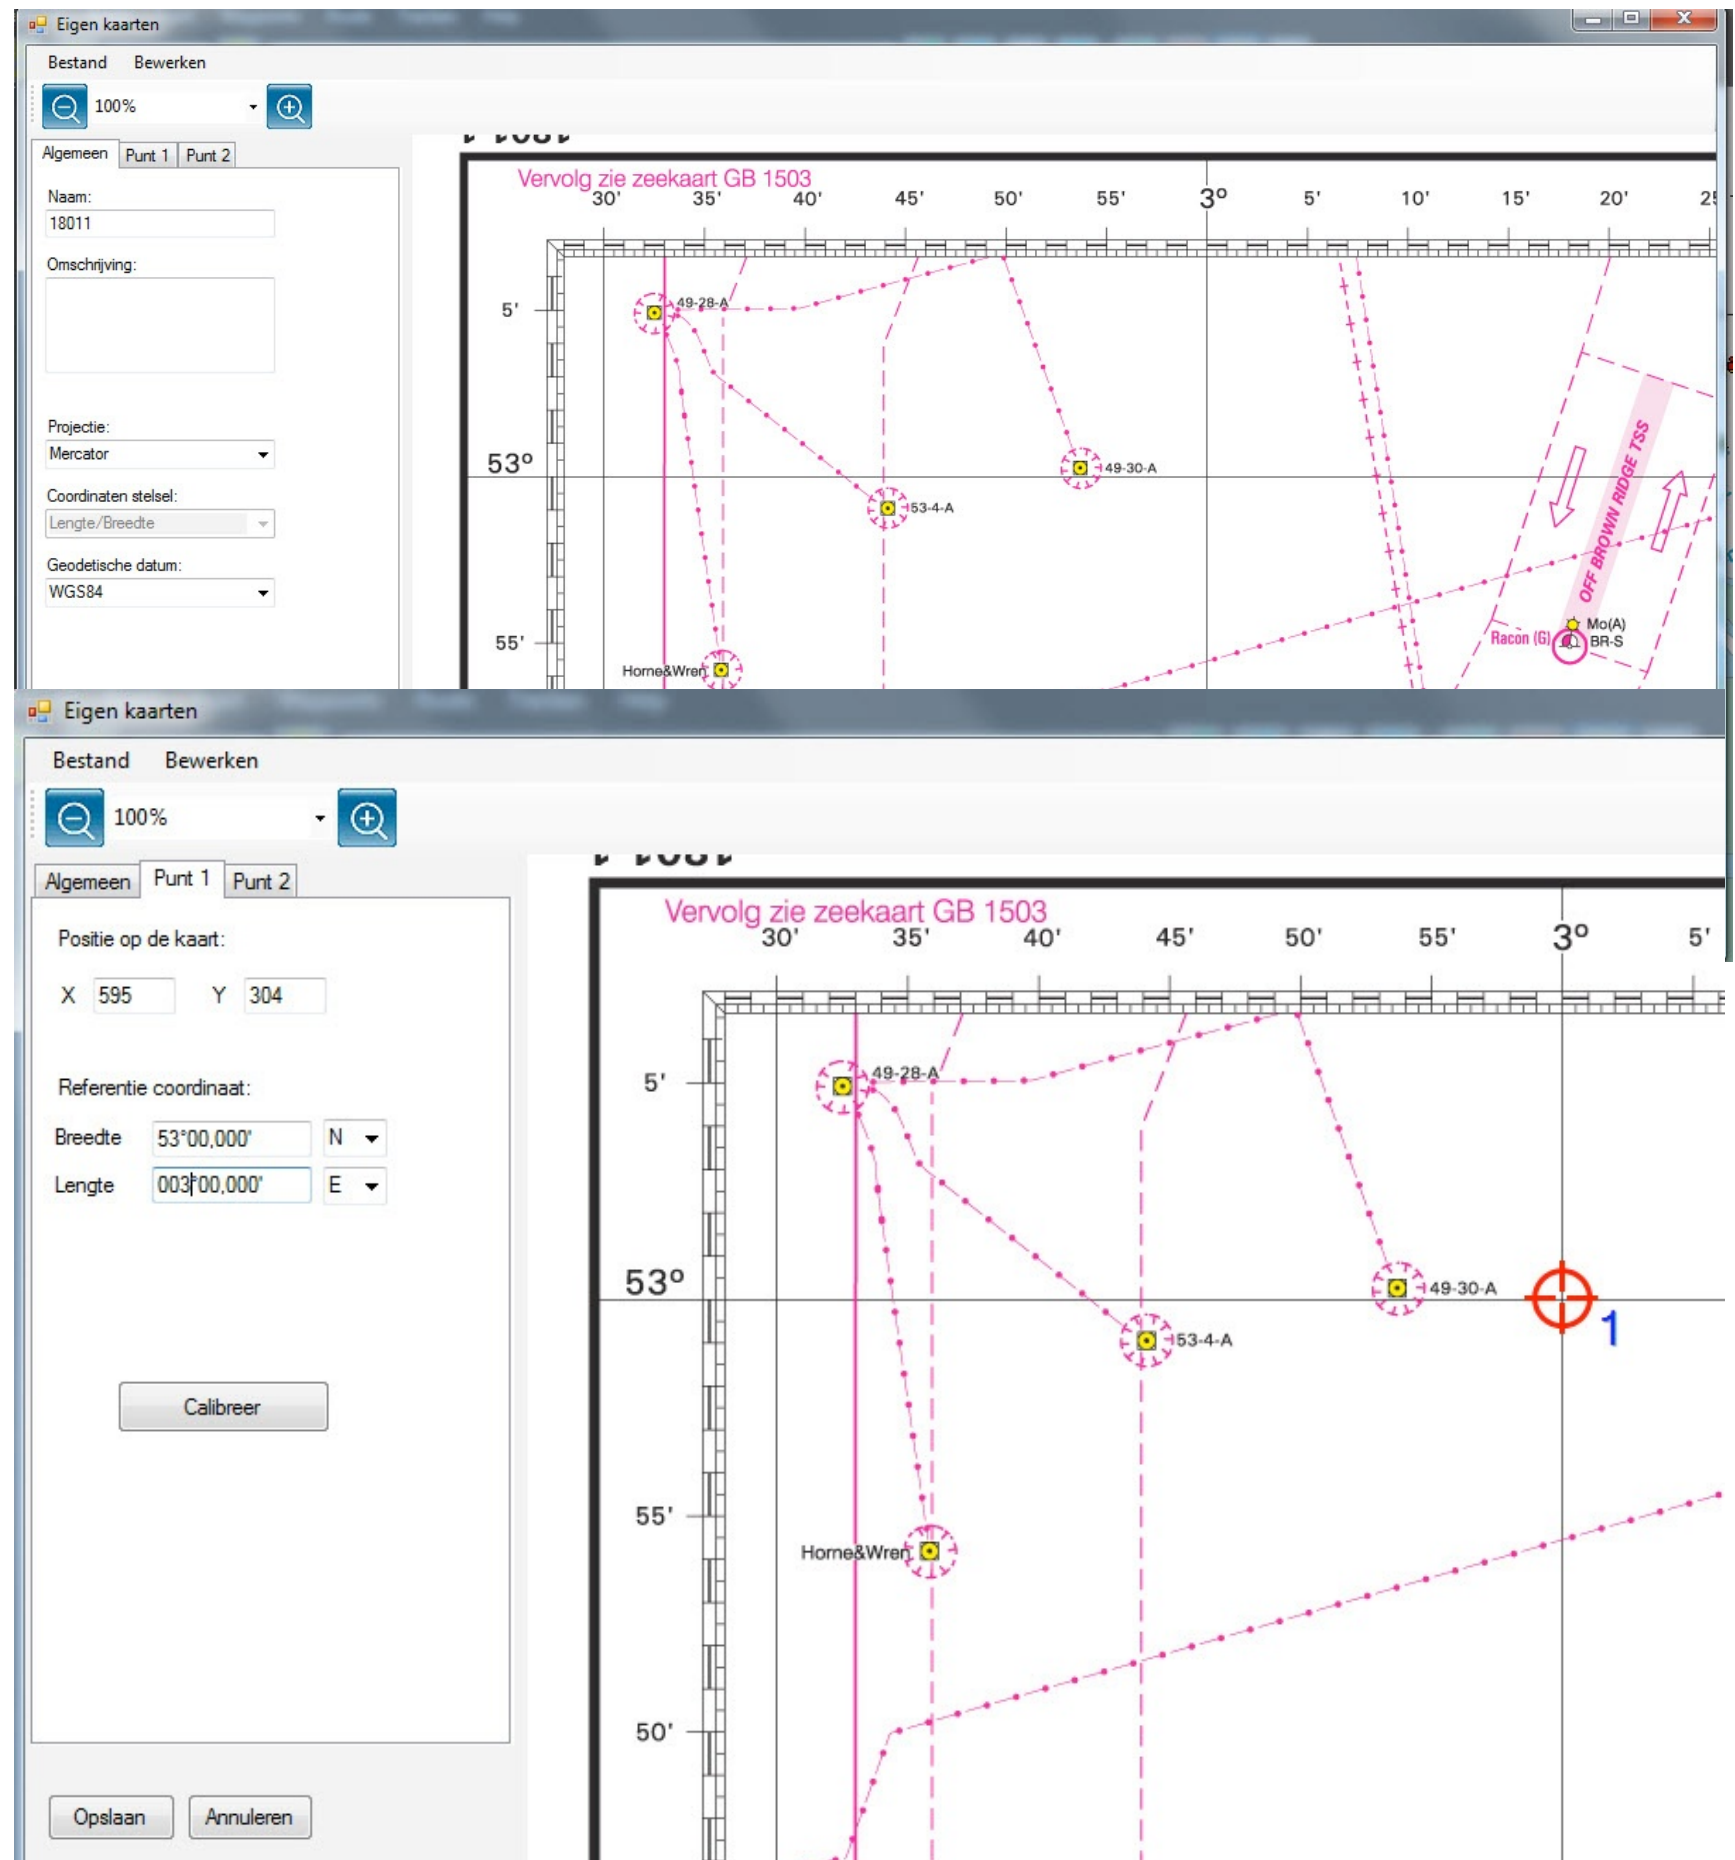 Eigen kaarten
Bestand Bewerken
100%
Algemeen Punt 1 Punt 2
Naam:
18011
Omschrijving:
Projectie:
Mercator
Coordinaten stelsel:
Lengte/Breedte
Geodetische datum:
WGS84
Vervolg zie zeekaart GB 1503
30' 35' 40' 45' 50' 55' 3° 5' 10' 15' 20'
5'
49-28-A
53°
49-30-A
53-4-A
OFF BROWN RIDGE TSS
Mo(A)
Racon (G)
BR-S
55'
Horne&Wren
Eigen kaarten
Bestand Bewerken
100%
Algemeen Punt 1 Punt 2
Positie op de kaart:
X 595 Y 304
Referentie coordinaat:
Breedte 53°00,000' N
Lengte 003°00,000' E
Calibreer
Opslaan Annuleren
Vervolg zie zeekaart GB 1503
30' 35' 40' 45' 50' 55' 3° 5'
5'
49-28-A
53°
49-30-A
1
53-4-A
55'
Horne&Wren
50'